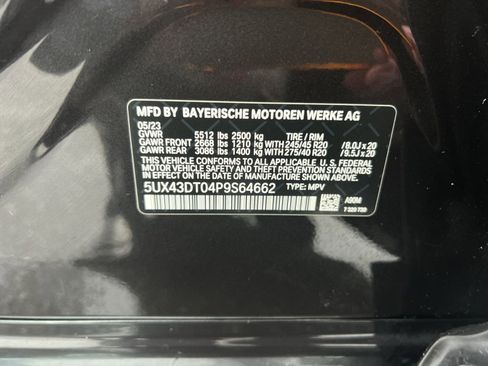 MFD BY BAYERISCHE MOTOREN WERKE AG
05/23
GVWR 5512 lbs 2500 kg TIRE / RIM
GAWR FRONT 2668 lbs 1210 kg WITH 245/45 R20 /8.0J x 20
GAWR REAR 3086 lbs 1400 kg WITH 275/40 R20 /9.5J x 20
THIS VEHICLE CONFORMS TO ALL APPLICABLE U. S. FEDERAL
MOTOR VEHICLE SAFETY AND THEFT PREVENTION STANDARDS
IN EFFECT ON THE DATE OF MANUFACTURE SHOWN ABOVE.
5UX43DT04P9S64662 TYPE: MPV
A90M